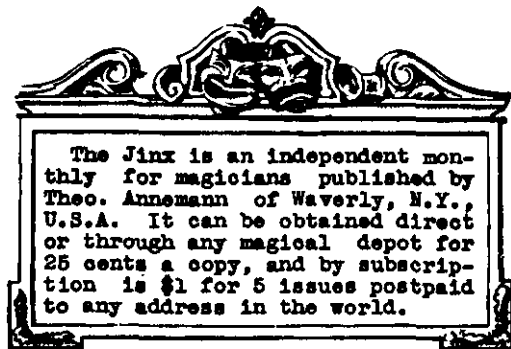 The Jinx is an independent mon-
thly for magicians published by
Theo. Annemann of Waverly, N.Y.,
U.S.A. It can be obtained direct
or through any magical depot for
25 cents a copy, and by subscrip-
tion is $1 for 5 issues postpaid
to any address in the world.